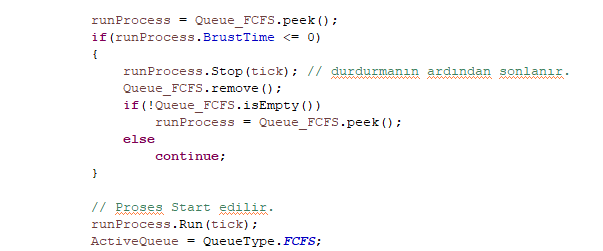 runProcess = Queue_FCFS.peek();
if(runProcess.BrustTime <= 0)
{
runProcess.Stop(tick); // durdurmanın ardından sonlanır.
Queue_FCFS.remove();
if(!Queue_FCFS.isEmpty())
runProcess = Queue_FCFS.peek();
else
continue;
}
// Proses Start edilir.
runProcess.Run(tick);
ActiveQueue = QueueType.FCFS;